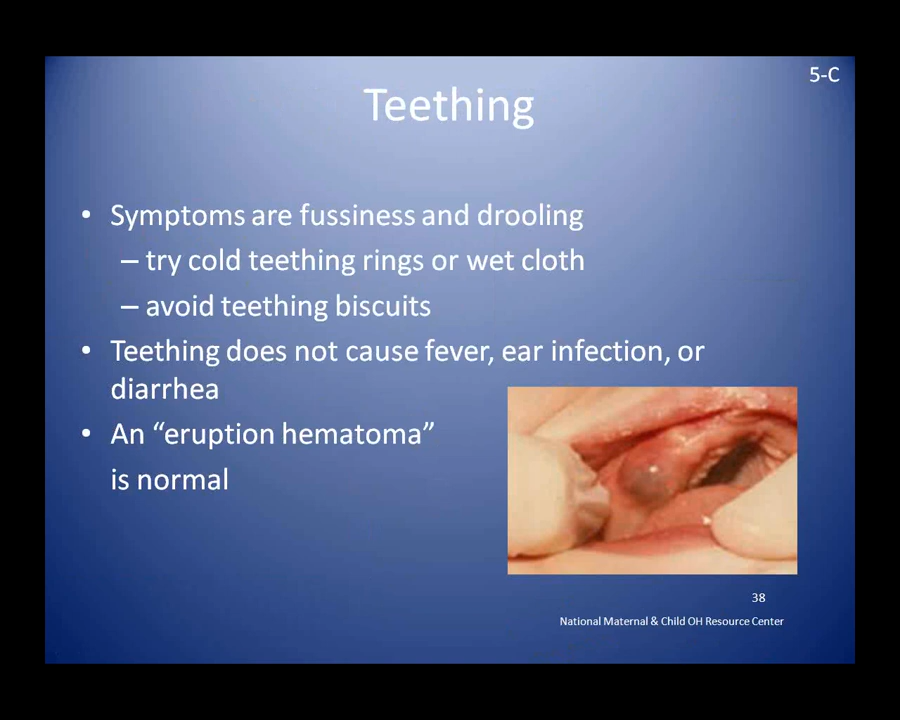 5-C
Teething
• Symptoms are fussiness and drooling
– try cold teething rings or wet cloth
– avoid teething biscuits
• Teething does not cause fever, ear infection, or
diarrhea
• An “eruption hematoma”
is normal
38
National Maternal & Child OH Resource Center